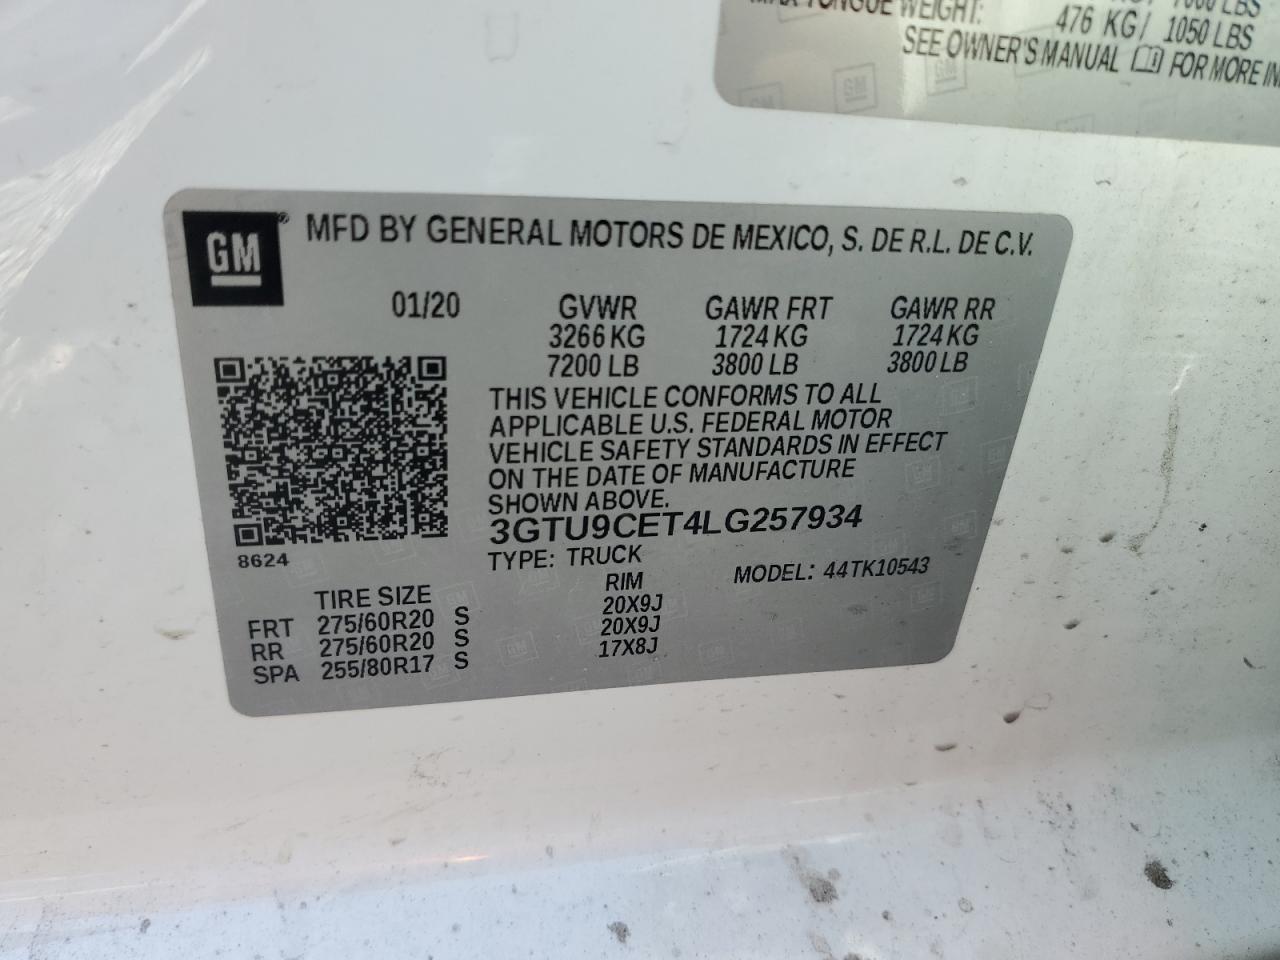 WEIGHT:
476 KG/ 1050 LBS
SEE OWNER'S MANUAL FOR MORE
GM
GM® MFD BY GENERAL MOTORS DE MEXICO, S. DE R.L. DE C.V.
01/20 GVWR GAWR FRT GAWR RR
3266 KG 1724 KG 1724 KG
7200 LB 3800 LB 3800 LB
THIS VEHICLE CONFORMS TO ALL
APPLICABLE U.S. FEDERAL MOTOR
VEHICLE SAFETY STANDARDS IN EFFECT
ON THE DATE OF MANUFACTURE
SHOWN ABOVE.
3GTU9CET4LG257934
8624
TYPE: TRUCK MODEL: 44TK10543
TIRE SIZE RIM
FRT 275/60R20 S 20X9J
RR 275/60R20 S 20X9J
SPA 255/80R17 S 17X8J